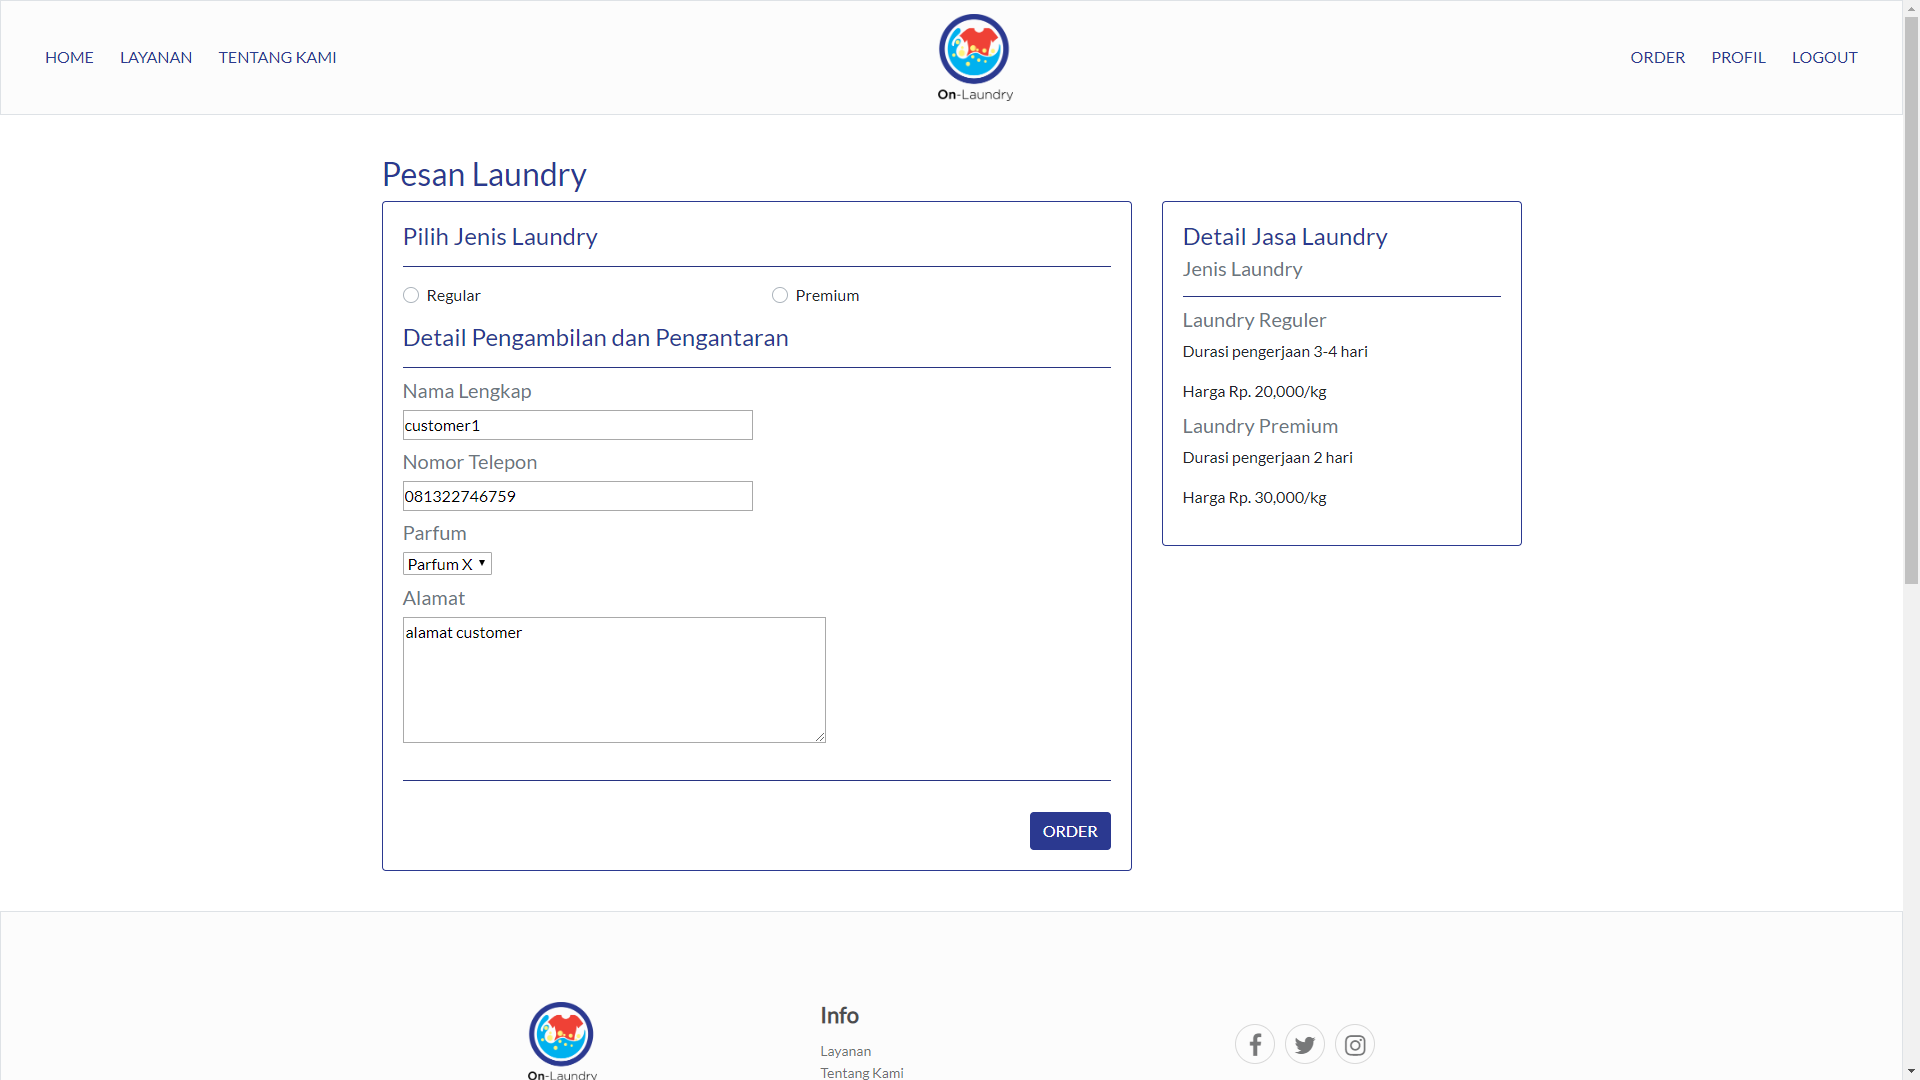 HOME LAYANAN TENTANG KAMI
On-Laundry
ORDER PROFIL LOGOUT
Pesan Laundry
Pilih Jenis Laundry
Regular Premium
Detail Pengambilan dan Pengantaran
Nama Lengkap
customer1
Nomor Telepon
081322746759
Parfum
Parfum X
Alamat
alamat customer
ORDER
Detail Jasa Laundry
Jenis Laundry
Laundry Reguler
Durasi pengerjaan 3-4 hari
Harga Rp. 20,000/kg
Laundry Premium
Durasi pengerjaan 2 hari
Harga Rp. 30,000/kg
On-Laundry
Info
Layanan
Tentang Kami